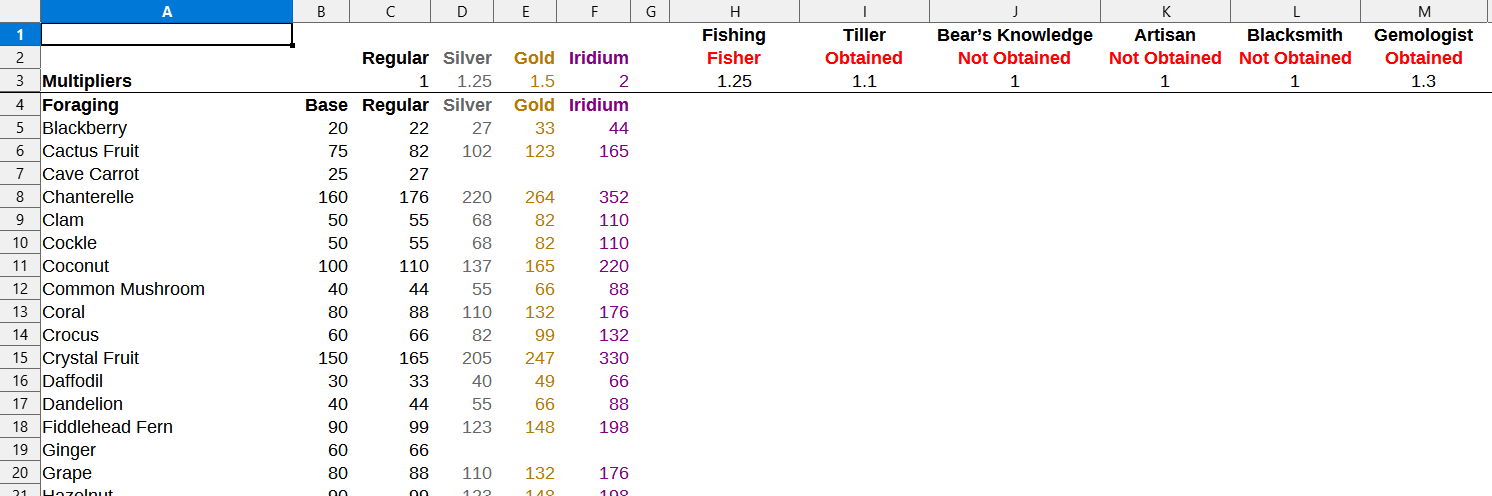 A B C D E F G H I J K L M
1 Fishing Tiller Bear’s Knowledge Artisan Blacksmith Gemologist
2 Regular Silver Gold Iridium Fisher Obtained Not Obtained Not Obtained Not Obtained Obtained
3 Multipliers 1 1.25 1.5 2 1.25 1.1 1 1 1 1.3
4 Foraging Base Regular Silver Gold Iridium
5 Blackberry 20 22 27 33 44
6 Cactus Fruit 75 82 102 123 165
7 Cave Carrot 25 27
8 Chanterelle 160 176 220 264 352
9 Clam 50 55 68 82 110
10 Cockle 50 55 68 82 110
11 Coconut 100 110 137 165 220
12 Common Mushroom 40 44 55 66 88
13 Coral 80 88 110 132 176
14 Crocus 60 66 82 99 132
15 Crystal Fruit 150 165 205 247 330
16 Daffodil 30 33 40 49 66
17 Dandelion 40 44 55 66 88
18 Fiddlehead Fern 90 99 123 148 198
19 Ginger 60 66
20 Grape 80 88 110 132 176
21 Hazelnut 90 99 123 148 198